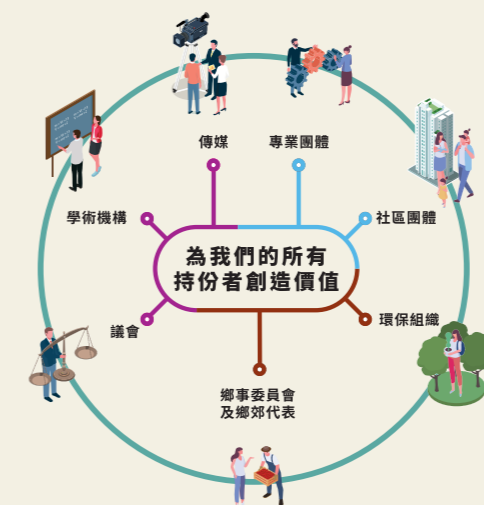 傳媒
專業團體
學術機構
社區團體
為我們的所有
持份者創造價值
議會
環保組織
鄉事委員會
及鄉郊代表